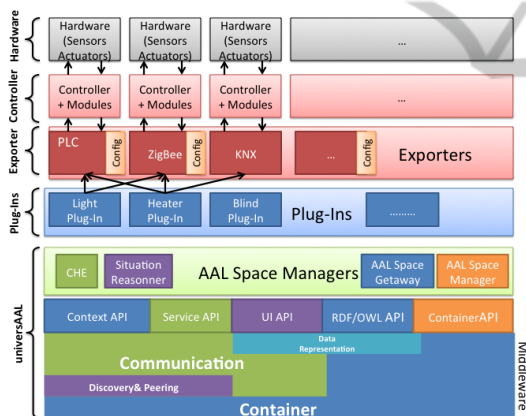 Hardware
Hardware
(Sensors
Actuators)
Hardware
(Sensors
Actuators)
Hardware
(Sensors
Actuators)
...
Controller
Controller
+ Modules
Controller
+ Modules
Controller
+ Modules
...
Exporter
PLC
Config
ZigBee
Config
KNX
...
Config
Exporters
Plug-Ins
Light
Plug-In
Heater
Plug-In
Blind
Plug-In
.........
Plug-Ins
universAAL
CHE
Situation
Reasonner
AAL Space Managers
AAL Space
Getaway
AAL Space
Manager
Context API
Service API
UI API
RDF/OWL API
ContainerAPI
Data
Representation
Communication
Discovery& Peering
Container
Middleware